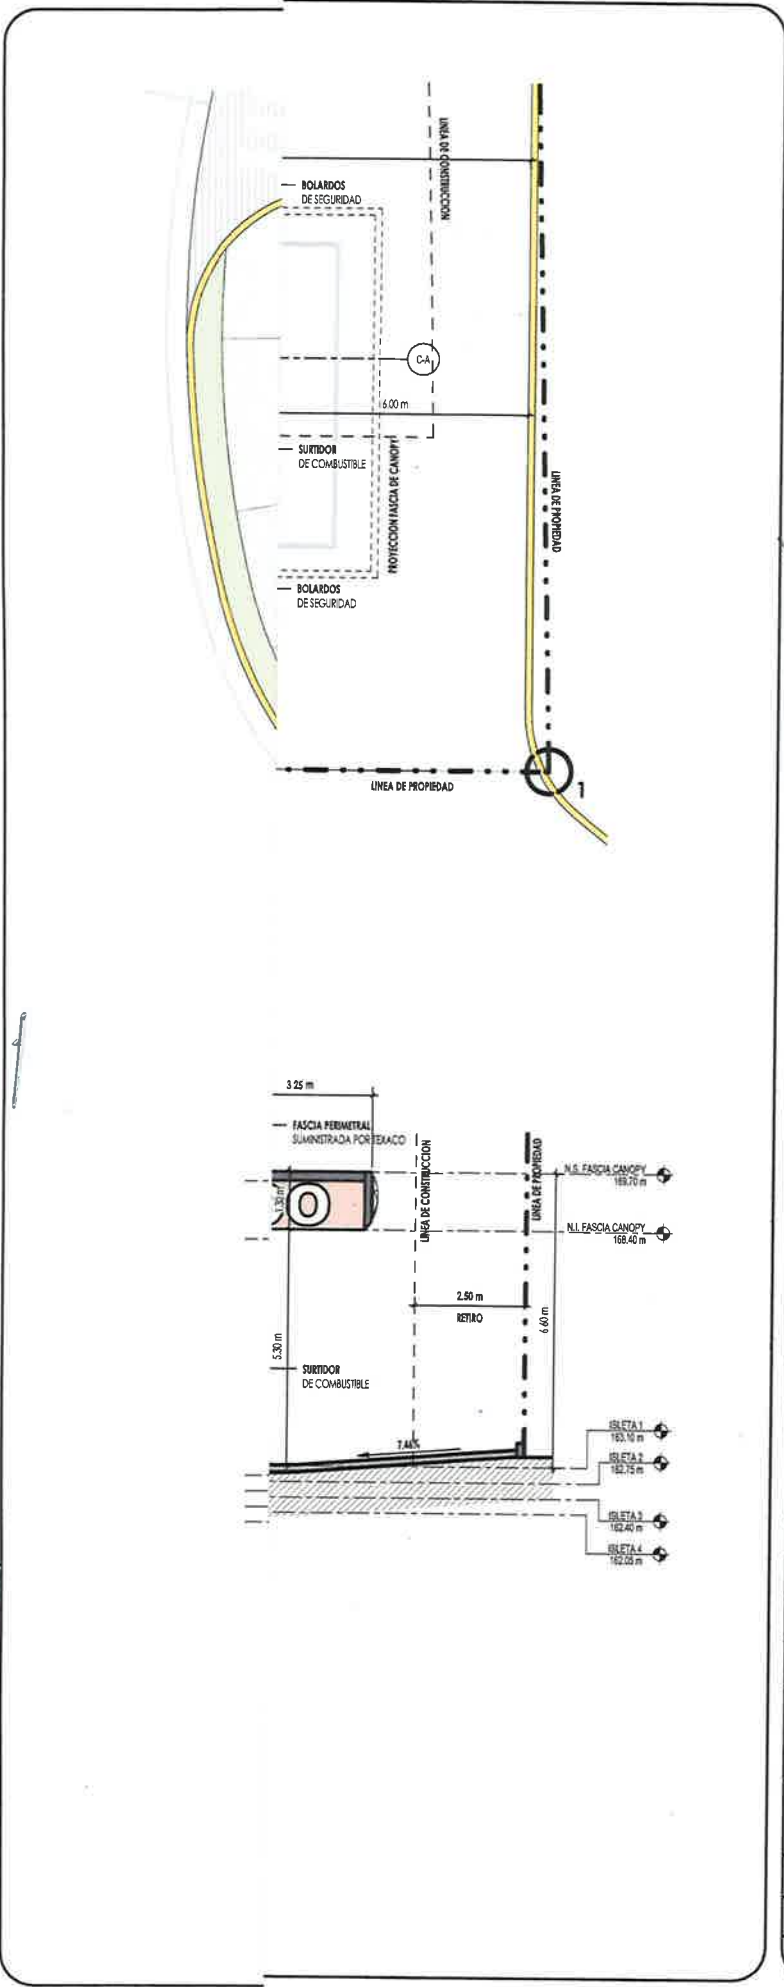 BOLARDOS
DE SEGURIDAD
LINEA DE CONSTRUCCION
C-A
6.00 m
SURTIDOR
DE COMBUSTIBLE
PROYECCION FASCIA DE CANOPY
LINEA DE PROPIEDAD
BOLARDOS
DE SEGURIDAD
LINEA DE PROPIEDAD
1
3.25 m
FASCIA PERIMETRAL
SUMINISTRADA POR TEXACO
LINEA DE CONSTRUCCION
LINEA DE PROPIEDAD
N.S. FASCIA CANOPY
169.70 m
1.30 m
O
N.I. FASCIA CANOPY
168.40 m
2.50 m
RETIRO
6.60 m
5.30 m
SURTIDOR
DE COMBUSTIBLE
7.46%
ISLETA 1
163.10 m
ISLETA 2
162.75 m
ISLETA 3
162.40 m
ISLETA 4
162.05 m